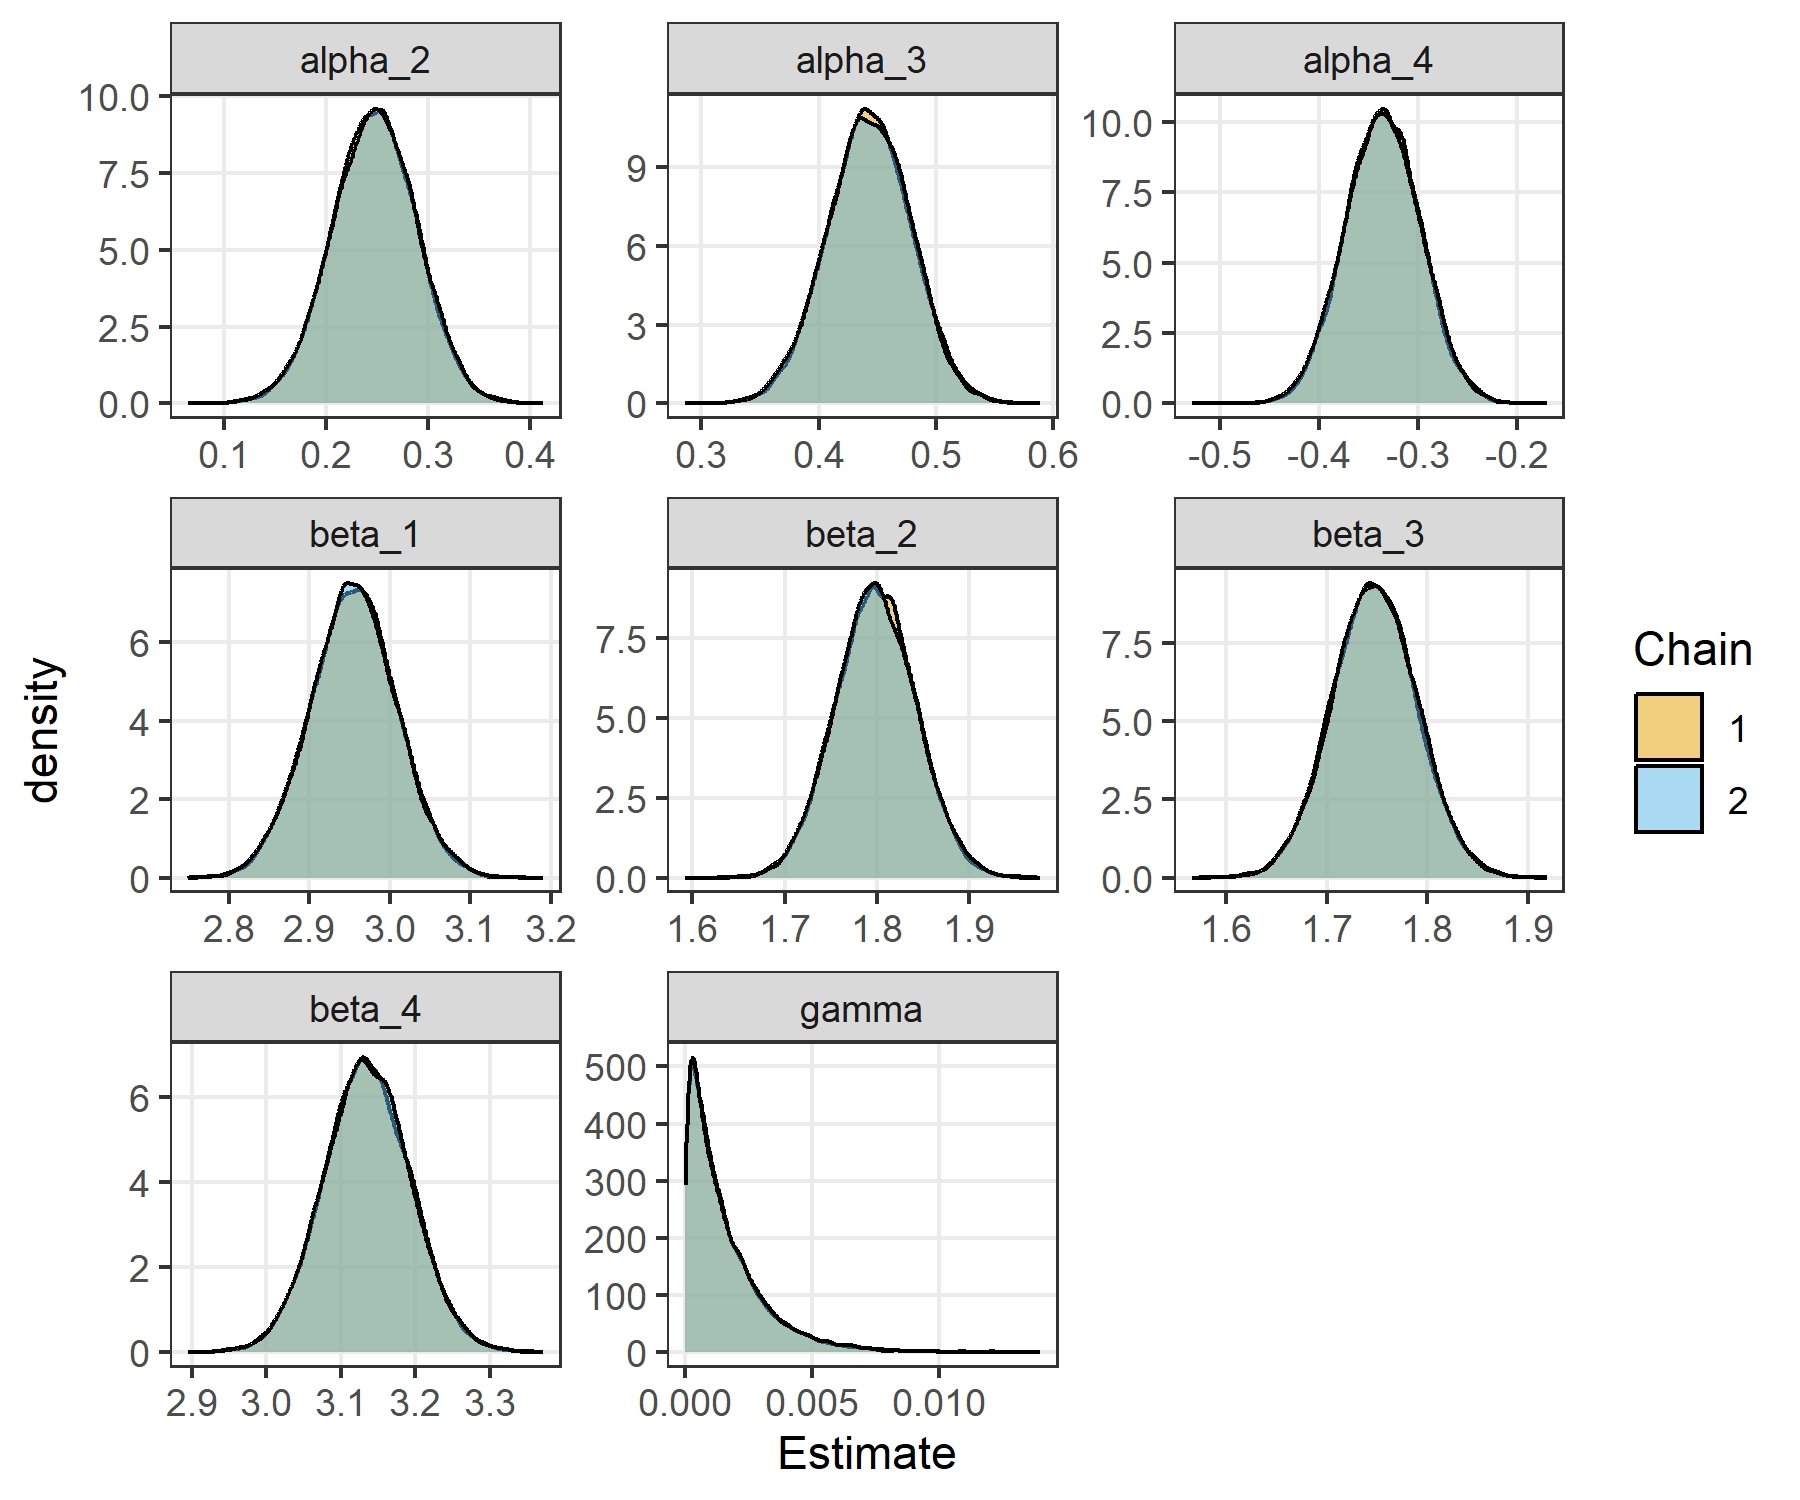 alpha_2 alpha_3 alpha_4
10.0
7.5
5.0
2.5
0.0
9
6
3
0
10.0
7.5
5.0
2.5
0.0
0.1 0.2 0.3 0.4
0.3 0.4 0.5 0.6
-0.5 -0.4 -0.3 -0.2
beta_1 beta_2 beta_3
6
4
2
0
7.5
5.0
2.5
0.0
7.5
5.0
2.5
0.0
2.8 2.9 3.0 3.1 3.2
1.6 1.7 1.8 1.9
1.6 1.7 1.8 1.9
beta_4 gamma
6
4
2
0
500
400
300
200
100
0
2.9 3.0 3.1 3.2 3.3
0.000 0.005 0.010
density
Estimate
Chain
1
2